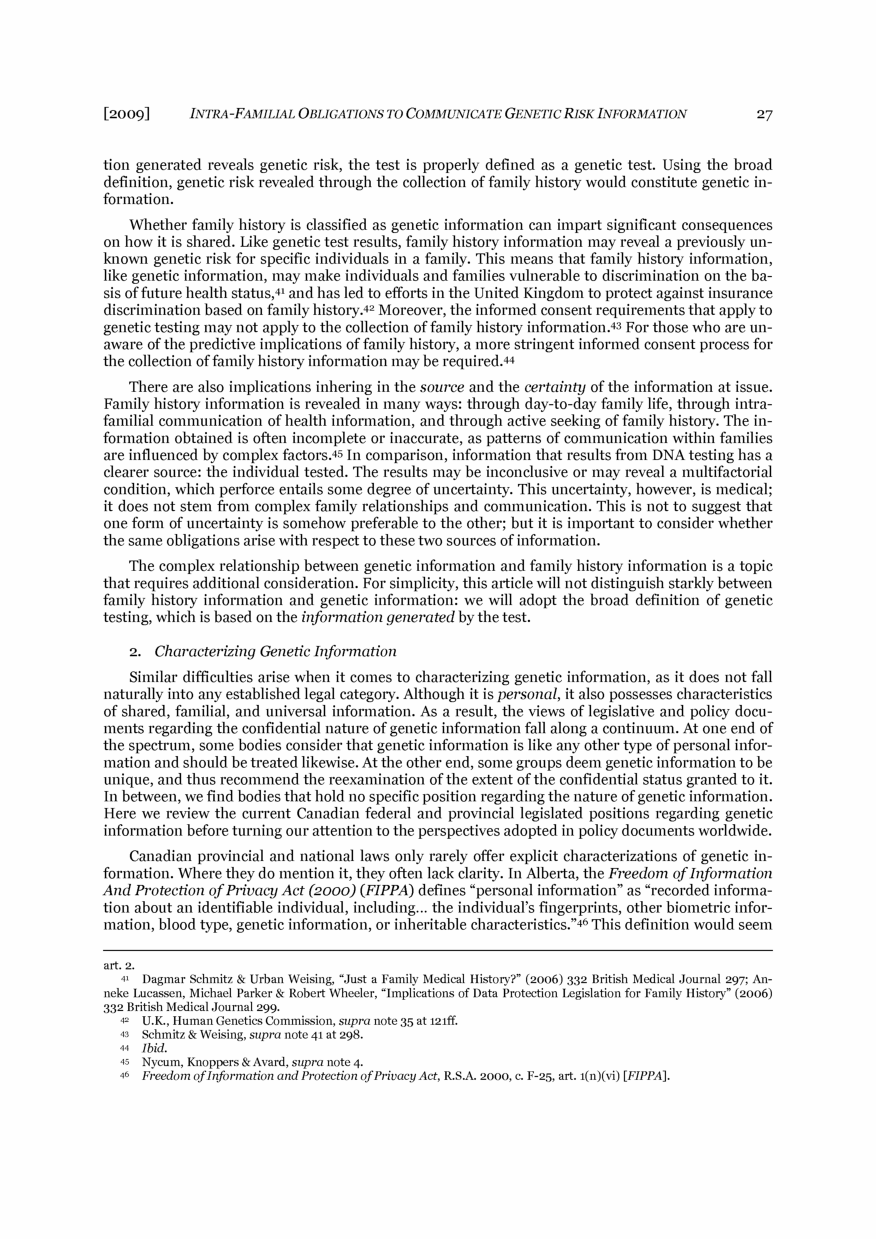 [2009] INTRA-FAMILIAL OBLIGATIONS TO COMMUNICATE GENETIC RISK INFORMATION 27
tion generated reveals genetic risk, the test is properly defined as a genetic test. Using the broad
definition, genetic risk revealed through the collection of family history would constitute genetic in-
formation.
Whether family history is classified as genetic information can impart significant consequences
on how it is shared. Like genetic test results, family history information may reveal a previously un-
known genetic risk for specific individuals in a family. This means that family history information,
like genetic information, may make individuals and families vulnerable to discrimination on the ba-
sis of future health status,41 and has led to efforts in the United Kingdom to protect against insurance
discrimination based on family history.42 Moreover, the informed consent requirements that apply to
genetic testing may not apply to the collection of family history information.43 For those who are un-
aware of the predictive implications of family history, a more stringent informed consent process for
the collection of family history information may be required.44
There are also implications inhering in the source and the certainty of the information at issue.
Family history information is revealed in many ways: through day-to-day family life, through intra-
familial communication of health information, and through active seeking of family history. The in-
formation obtained is often incomplete or inaccurate, as patterns of communication within families
are influenced by complex factors.45 In comparison, information that results from DNA testing has a
clearer source: the individual tested. The results may be inconclusive or may reveal a multifactorial
condition, which perforce entails some degree of uncertainty. This uncertainty, however, is medical;
it does not stem from complex family relationships and communication. This is not to suggest that
one form of uncertainty is somehow preferable to the other; but it is important to consider whether
the same obligations arise with respect to these two sources of information.
The complex relationship between genetic information and family history information is a topic
that requires additional consideration. For simplicity, this article will not distinguish starkly between
family history information and genetic information: we will adopt the broad definition of genetic
testing, which is based on the information generated by the test.
2. Characterizing Genetic Information
Similar difficulties arise when it comes to characterizing genetic information, as it does not fall
naturally into any established legal category. Although it is personal, it also possesses characteristics
of shared, familial, and universal information. As a result, the views of legislative and policy docu-
ments regarding the confidential nature of genetic information fall along a continuum. At one end of
the spectrum, some bodies consider that genetic information is like any other type of personal infor-
mation and should be treated likewise. At the other end, some groups deem genetic information to be
unique, and thus recommend the reexamination of the extent of the confidential status granted to it.
In between, we find bodies that hold no specific position regarding the nature of genetic information.
Here we review the current Canadian federal and provincial legislated positions regarding genetic
information before turning our attention to the perspectives adopted in policy documents worldwide.
Canadian provincial and national laws only rarely offer explicit characterizations of genetic in-
formation. Where they do mention it, they often lack clarity. In Alberta, the Freedom of Information
And Protection of Privacy Act (2000) (FIPPA) defines “personal information” as “recorded informa-
tion about an identifiable individual, including... the individual’s fingerprints, other biometric infor-
mation, blood type, genetic information, or inheritable characteristics.”46 This definition would seem
art. 2.
41 Dagmar Schmitz & Urban Weising, “Just a Family Medical History?” (2006) 332 British Medical Journal 297; An-
neke Lucassen, Michael Parker & Robert Wheeler, “Implications of Data Protection Legislation for Family History” (2006)
332 British Medical Journal 299.
42 U.K., Human Genetics Commission, supra note 35 at 121ff.
43 Schmitz & Weising, supra note 41 at 298.
44 Ibid.
45 Nycum, Knoppers & Avard, supra note 4.
46 Freedom of Information and Protection of Privacy Act, R.S.A. 2000, c. F-25, art. 1(n)(vi) [FIPPA].